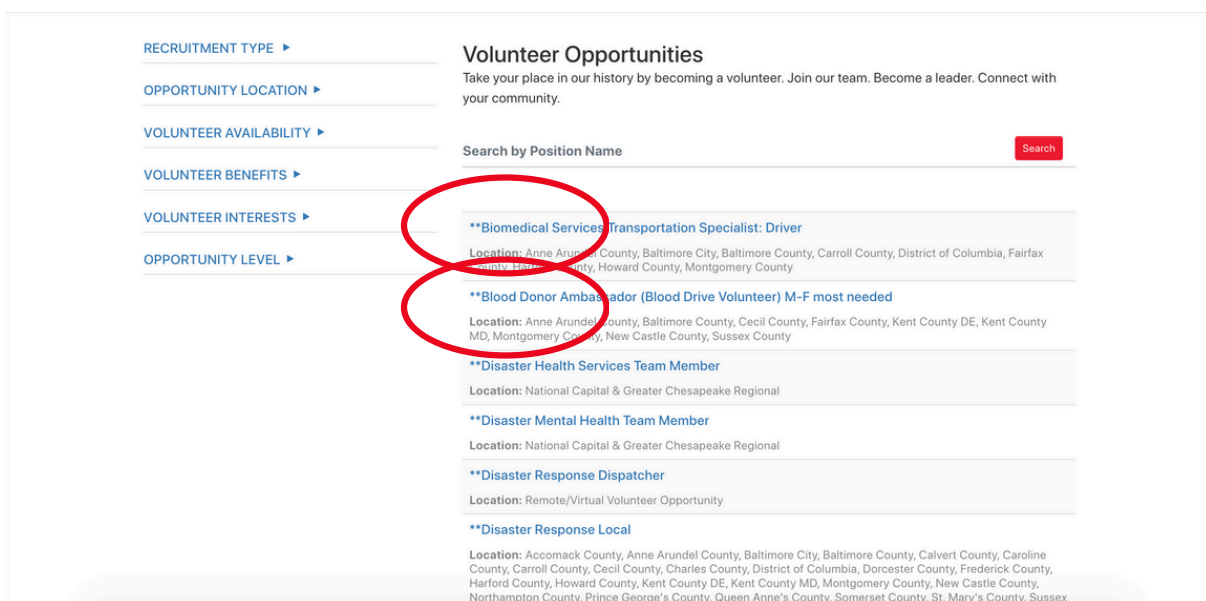 RECRUITMENT TYPE ▸
OPPORTUNITY LOCATION ▸
VOLUNTEER AVAILABILITY ▸
VOLUNTEER BENEFITS ▸
VOLUNTEER INTERESTS ▸
OPPORTUNITY LEVEL ▸
Volunteer Opportunities
Take your place in our history by becoming a volunteer. Join our team. Become a leader. Connect with
your community.
Search by Position Name
Search
**Biomedical Services Transportation Specialist: Driver
Location: Anne Arundel County, Baltimore City, Baltimore County, Carroll County, District of Columbia, Fairfax
County, Harford County, Howard County, Montgomery County
**Blood Donor Ambassador (Blood Drive Volunteer) M-F most needed
Location: Anne Arundel County, Baltimore County, Cecil County, Fairfax County, Kent County DE, Kent County
MD, Montgomery County, New Castle County, Sussex County
**Disaster Health Services Team Member
Location: National Capital & Greater Chesapeake Regional
**Disaster Mental Health Team Member
Location: National Capital & Greater Chesapeake Regional
**Disaster Response Dispatcher
Location: Remote/Virtual Volunteer Opportunity
**Disaster Response Local
Location: Accomack County, Anne Arundel County, Baltimore City, Baltimore County, Calvert County, Caroline
County, Carroll County, Cecil County, Charles County, District of Columbia, Dorcester County, Frederick County,
Harford County, Howard County, Kent County DE, Kent County MD, Montgomery County, New Castle County,
Northampton County, Prince George's County, Queen Anne's County, Somerset County, St. Mary's County, Sussex